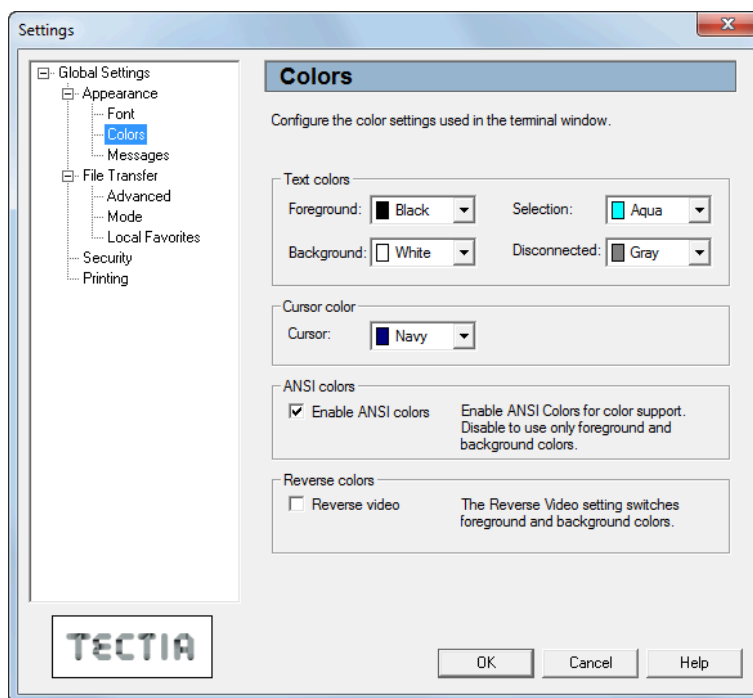 Settings
Global Settings
Appearance
Font
Colors
Messages
File Transfer
Advanced
Mode
Local Favorites
Security
Printing
TECTIA
Colors
Configure the color settings used in the terminal window.
Text colors
Foreground: Black Selection: Aqua
Background: White Disconnected: Gray
Cursor color
Cursor: Navy
ANSI colors
Enable ANSI colors
Enable ANSI Colors for color support.
Disable to use only foreground and
background colors.
Reverse colors
Reverse video
The Reverse Video setting switches
foreground and background colors.
OK Cancel Help